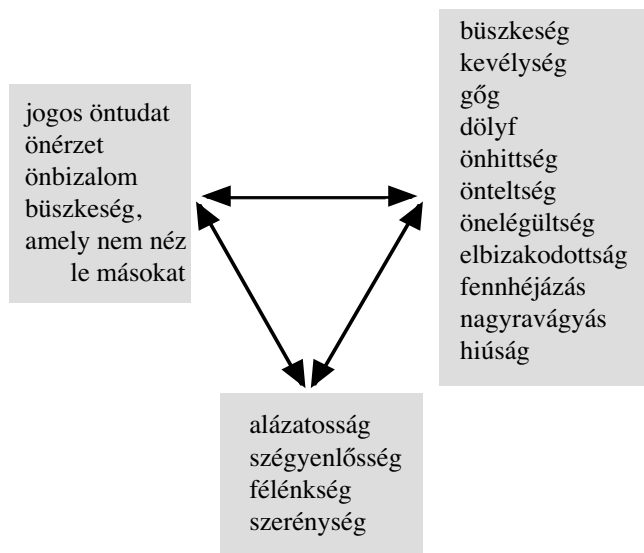 jogos öntudat
önérzet
önbizalom
büszkeség,
amely nem néz
le másokat
büszkeség
kevélység
gőg
dölyf
önhittség
önteltség
önelégültség
elbizakodottság
fennhéjázás
nagyravágyás
hiúság
alázatosság
szégyenlősség
félénkség
szerénység